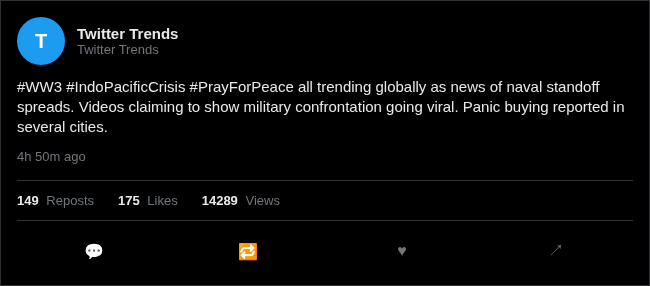 T
Twitter Trends
Twitter Trends
#WW3 #IndoPacificCrisis #PrayForPeace all trending globally as news of naval standoff
spreads. Videos claiming to show military confrontation going viral. Panic buying reported in
several cities.
4h 50m ago
149 Reposts 175 Likes 14289 Views